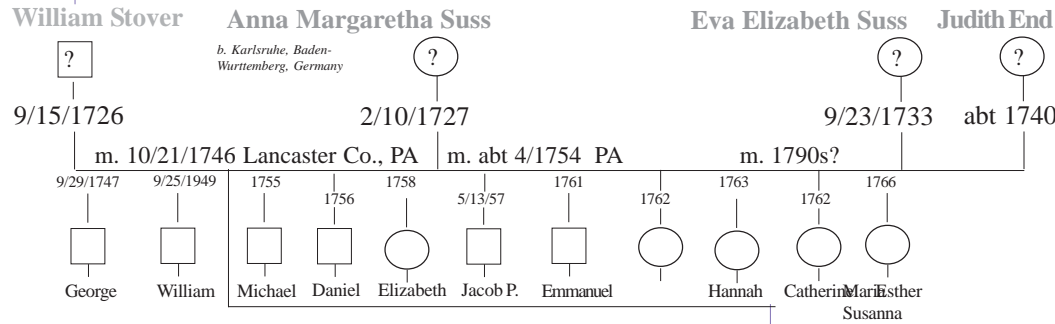 William Stover Anna Margaretha Suss Eva Elizabeth Suss Judith End
b. Karlsruhe, Baden-
Wurttemberg, Germany
? ? ? ?
9/15/1726 2/10/1727 9/23/1733 abt 1740
m. 10/21/1746 Lancaster Co., PA m. abt 4/1754 PA m. 1790s?
9/29/1747 9/25/1949 1755 1758 1761 1763 1766
1756 5/13/57 1762 1762
George William Michael Daniel Elizabeth Jacob P. Emmanuel Hannah Catherine Maria Esther
Susanna